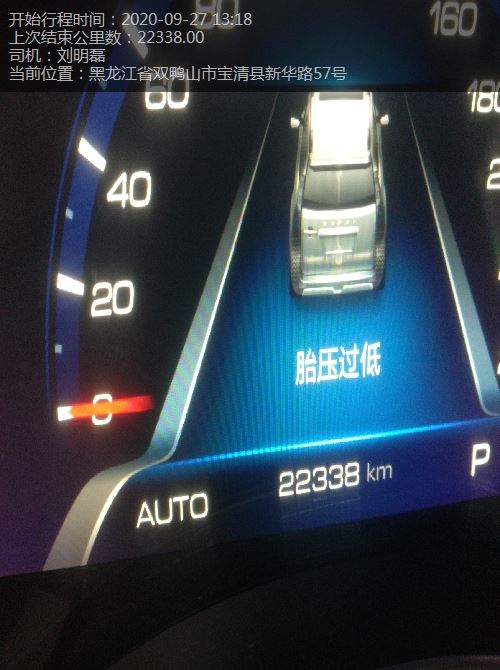 开始行程时间：2020-09-27 13:18
上次结束公里数：22338.00
司机：刘明磊
当前位置：黑龙江省双鸭山市宝清县新华路57号
80
160
60
180
40
20
胎压过低
0
22338 km
P
AUTO